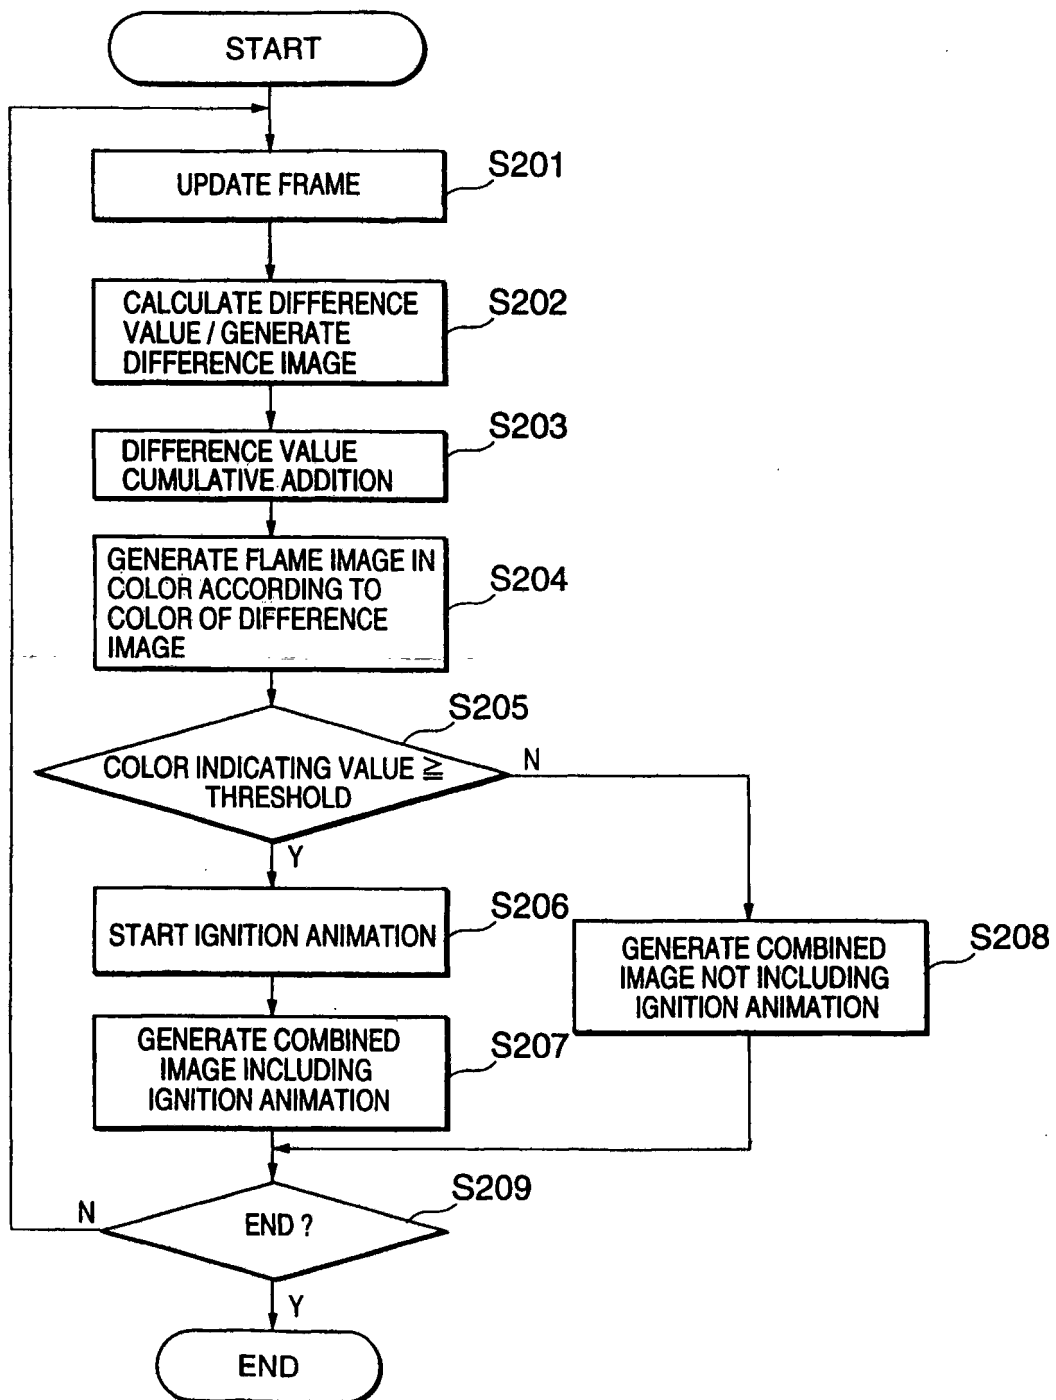 START
UPDATE FRAME
S201
CALCULATE DIFFERENCE
VALUE / GENERATE
DIFFERENCE IMAGE
S202
DIFFERENCE VALUE
CUMULATIVE ADDITION
S203
GENERATE FLAME IMAGE IN
COLOR ACCORDING TO
COLOR OF DIFFERENCE
IMAGE
S204
S205
COLOR INDICATING VALUE ≧
THRESHOLD
N
Y
START IGNITION ANIMATION
S206
GENERATE COMBINED
IMAGE NOT INCLUDING
IGNITION ANIMATION
S208
GENERATE COMBINED
IMAGE INCLUDING
IGNITION ANIMATION
S207
S209
END ?
N
Y
END